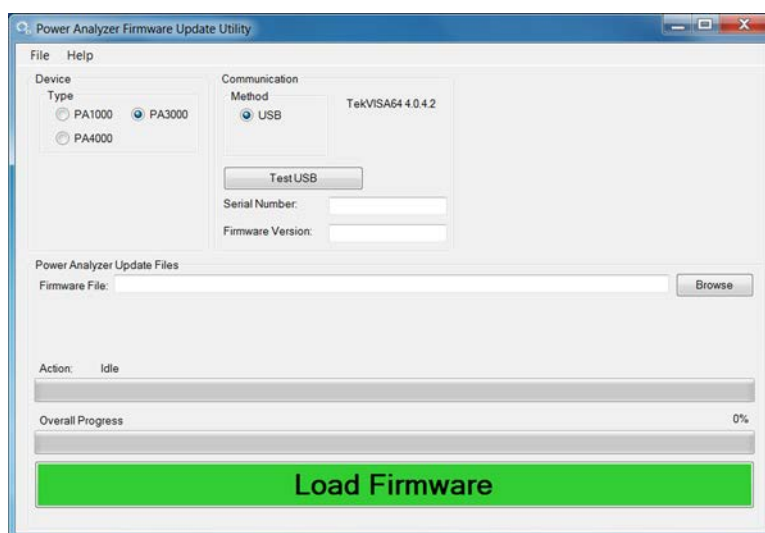 Power Analyzer Firmware Update Utility
File Help
Device
Type
PA1000 PA3000
PA4000
Communication
Method
USB
TekVISA64 4.0.4.2
Test USB
Serial Number:
Firmware Version:
Power Analyzer Update Files
Firmware File:
Browse
Action: Idle
Overall Progress 0%
Load Firmware